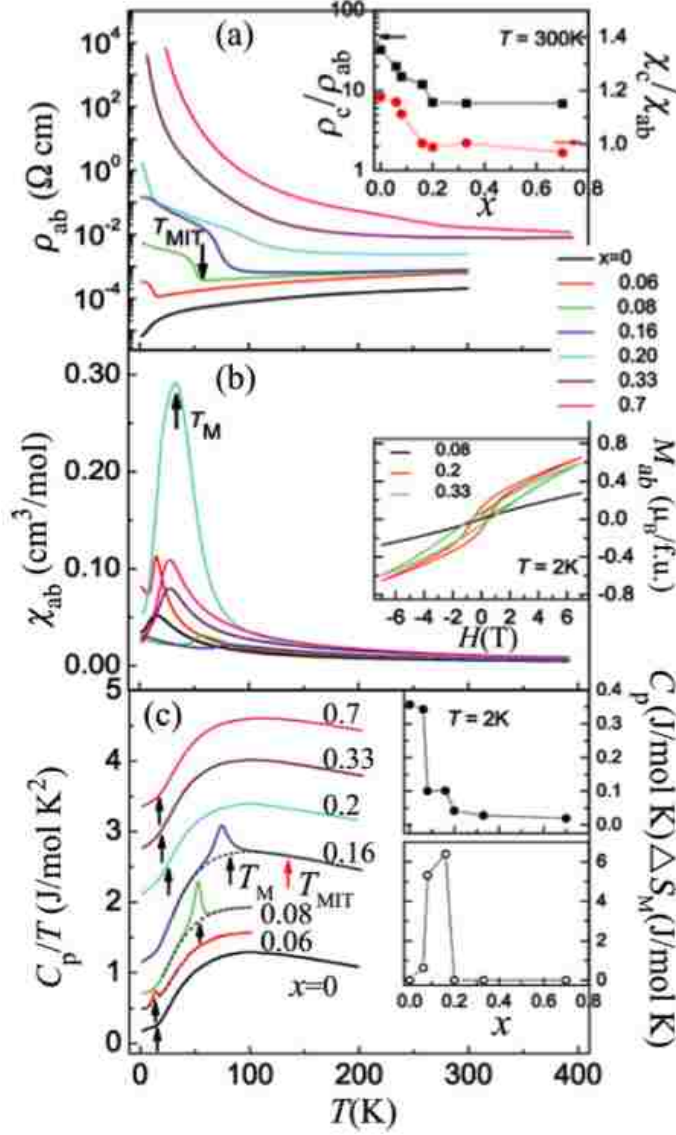 (a)
10⁴
10²
10⁰
10⁻²
10⁻⁴
ρab (Ω cm)
TMIT
100
10
1
ρc/ρab
T = 300K
1.4
1.2
1.0
χc/χab
0.0 0.2 0.4 0.6 0.8
x
x=0
0.06
0.08
0.16
0.20
0.33
0.7
(b)
0.30
0.20
0.10
0.00
χab (cm³/mol)
TM
0.08
0.2
0.33
T = 2K
0.8
0.4
0.0
-0.4
-0.8
Mab (μB/f.u.)
-6 -4 -2 0 2 4 6
H(T)
(c)
5
4
3
2
1
0
Cp/T (J/mol K²)
0.7
0.33
0.2
0.16
TM
TMIT
0.08
0.06
x=0
T = 2K
0.4
0.3
0.2
0.1
0.0
Cp(J/mol K)
6
4
2
0
ΔSM(J/mol K)
0.0 0.2 0.4 0.6 0.8
x
0 100 200 300 400
T(K)